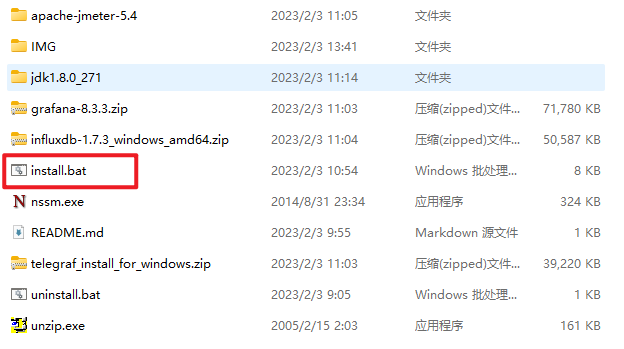 apache-jmeter-5.4 2023/2/3 11:05 文件夹
IMG 2023/2/3 13:41 文件夹
jdk1.8.0_271 2023/2/3 11:14 文件夹
grafana-8.3.3.zip 2023/2/3 11:03 压缩(zipped)文件... 71,780 KB
influxdb-1.7.3_windows_amd64.zip 2023/2/3 11:04 压缩(zipped)文件... 50,587 KB
install.bat 2023/2/3 10:54 Windows 批处理... 8 KB
nssm.exe 2014/8/31 23:34 应用程序 324 KB
README.md 2023/2/3 9:55 Markdown 源文件 1 KB
telegraf_install_for_windows.zip 2023/2/3 11:03 压缩(zipped)文件... 39,220 KB
uninstall.bat 2023/2/3 9:05 Windows 批处理... 1 KB
unzip.exe 2005/2/15 2:03 应用程序 161 KB